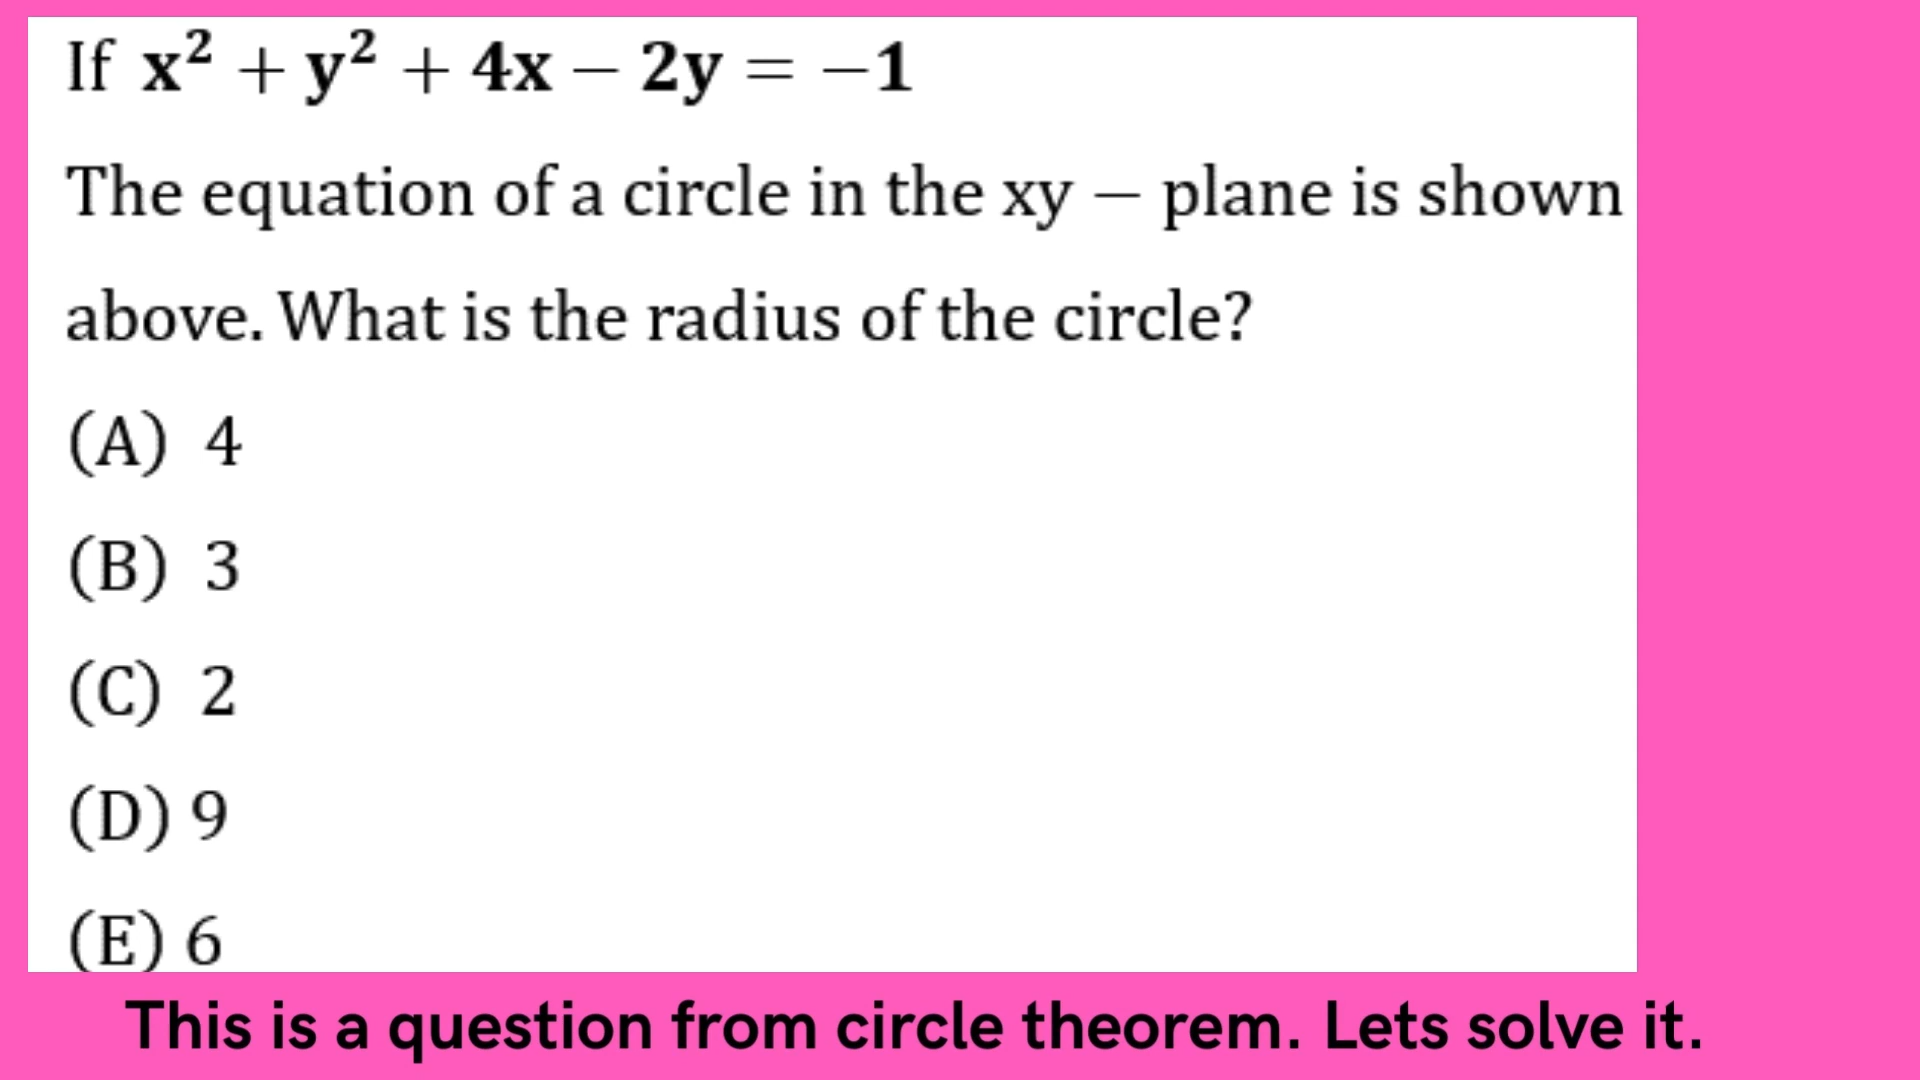 If x² + y² + 4x − 2y = −1
The equation of a circle in the xy − plane is shown
above. What is the radius of the circle?
(A) 4
(B) 3
(C) 2
(D) 9
(E) 6
This is a question from circle theorem. Lets solve it.